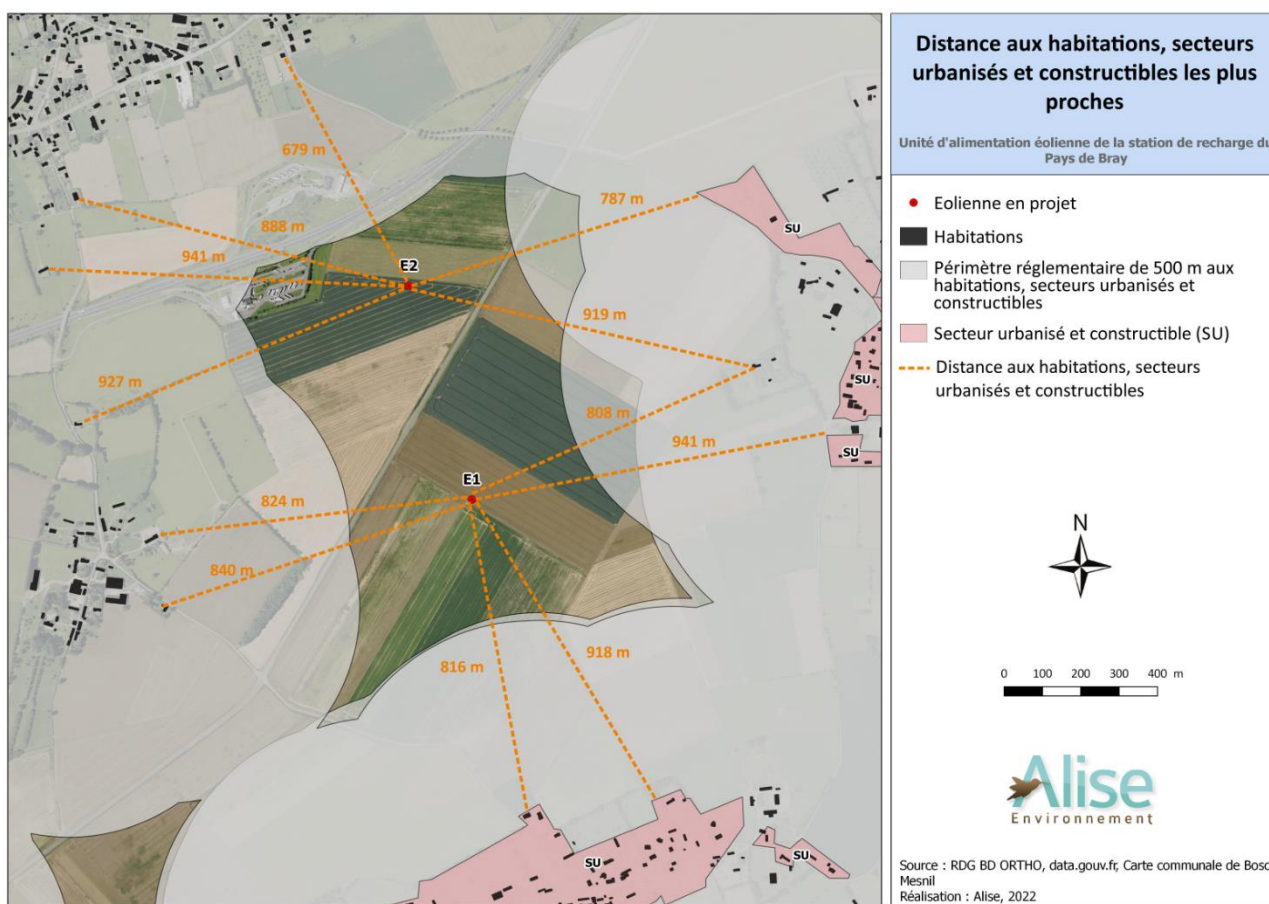 Distance aux habitations, secteurs
urbanisés et constructibles les plus
proches
Unité d'alimentation éolienne de la station de recharge du
Pays de Bray
Eolienne en projet
Habitations
Périmètre réglementaire de 500 m aux
habitations, secteurs urbanisés et
constructibles
Secteur urbanisé et constructible (SU)
Distance aux habitations, secteurs
urbanisés et constructibles
N
0 100 200 300 400 m
Alise
Environnement
Source : RDG BD ORTHO, data.gouv.fr, Carte communale de Bosc
Mesnil
Réalisation : Alise, 2022
679 m
787 m
888 m
SU
941 m
E2
919 m
927 m
SU
808 m
941 m
SU
E1
824 m
840 m
918 m
816 m
SU
SU